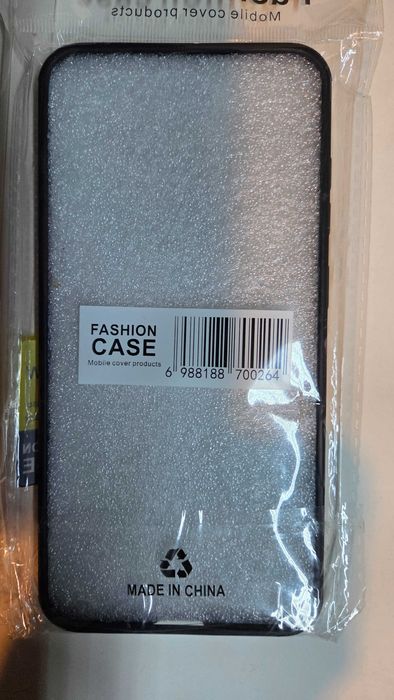 Mobile cover products
FASHION
CASE
Mobile cover products
6 988188 700264
MADE IN CHINA